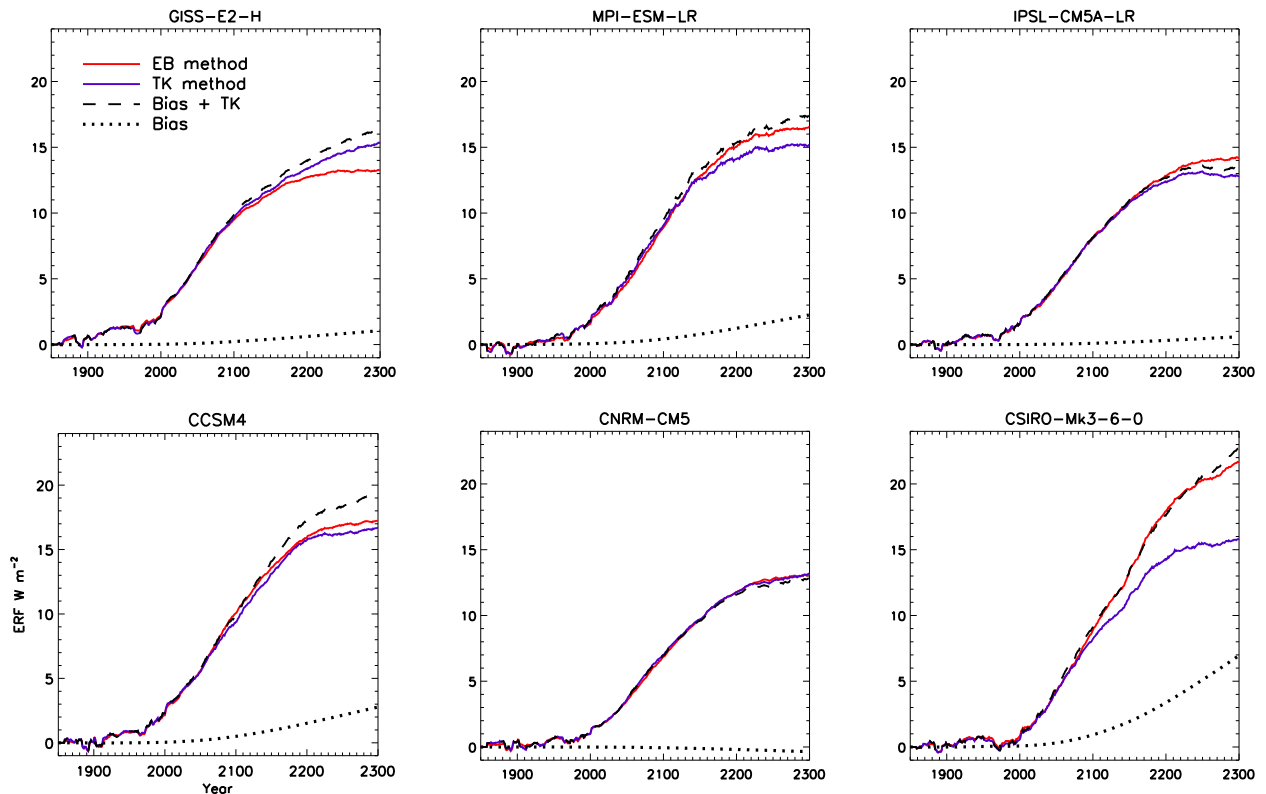 GISS-E2-H
MPI-ESM-LR
IPSL-CM5A-LR
EB method
TK method
Bias + TK
Bias
20
15
10
5
0
1900 2000 2100 2200 2300
20
15
10
5
0
1900 2000 2100 2200 2300
20
15
10
5
0
1900 2000 2100 2200 2300
CCSM4
CNRM-CM5
CSIRO-Mk3-6-0
ERF W m⁻²
20
15
10
5
0
1900 2000 2100 2200 2300
Year
20
15
10
5
0
1900 2000 2100 2200 2300
20
15
10
5
0
1900 2000 2100 2200 2300